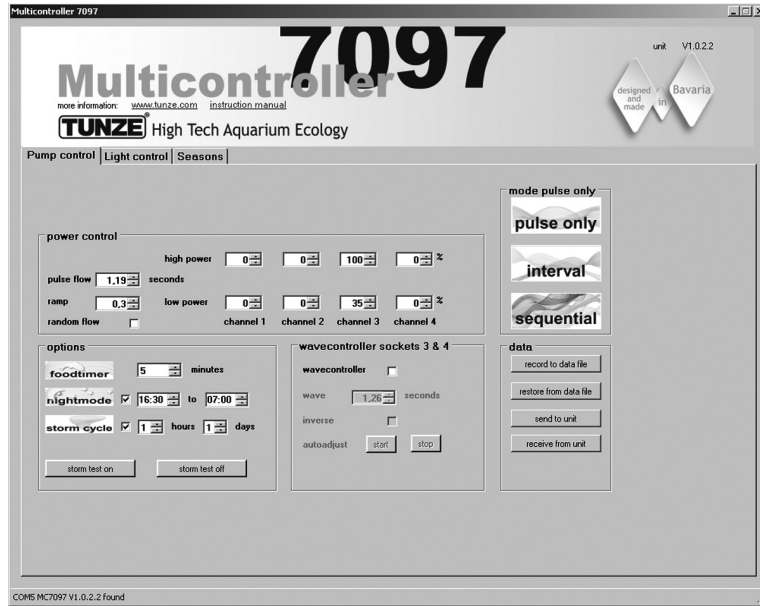 Multicontroller 7097
7097
Multicontroller
unit V1.0.2.2
more information: www.tunze.com instruction manual
TUNZE High Tech Aquarium Ecology
designed
and
made
in
Bavaria
Pump control Light control Seasons
power control
high power 0 0 100 0 %
pulse flow 1,19 seconds
ramp 0,3 low power 0 0 35 0 %
random flow channel 1 channel 2 channel 3 channel 4
mode pulse only
pulse only
interval
sequential
options
foodtimer 5 minutes
nightmode 16:30 to 07:00
storm cycle 1 hours 1 days
storm test on storm test off
wavecontroller sockets 3 & 4
wavecontroller
wave 1,26 seconds
inverse
autoadjust start stop
data
record to data file
restore from data file
send to unit
receive from unit
COM5 MC7097 V1.0.2.2 found